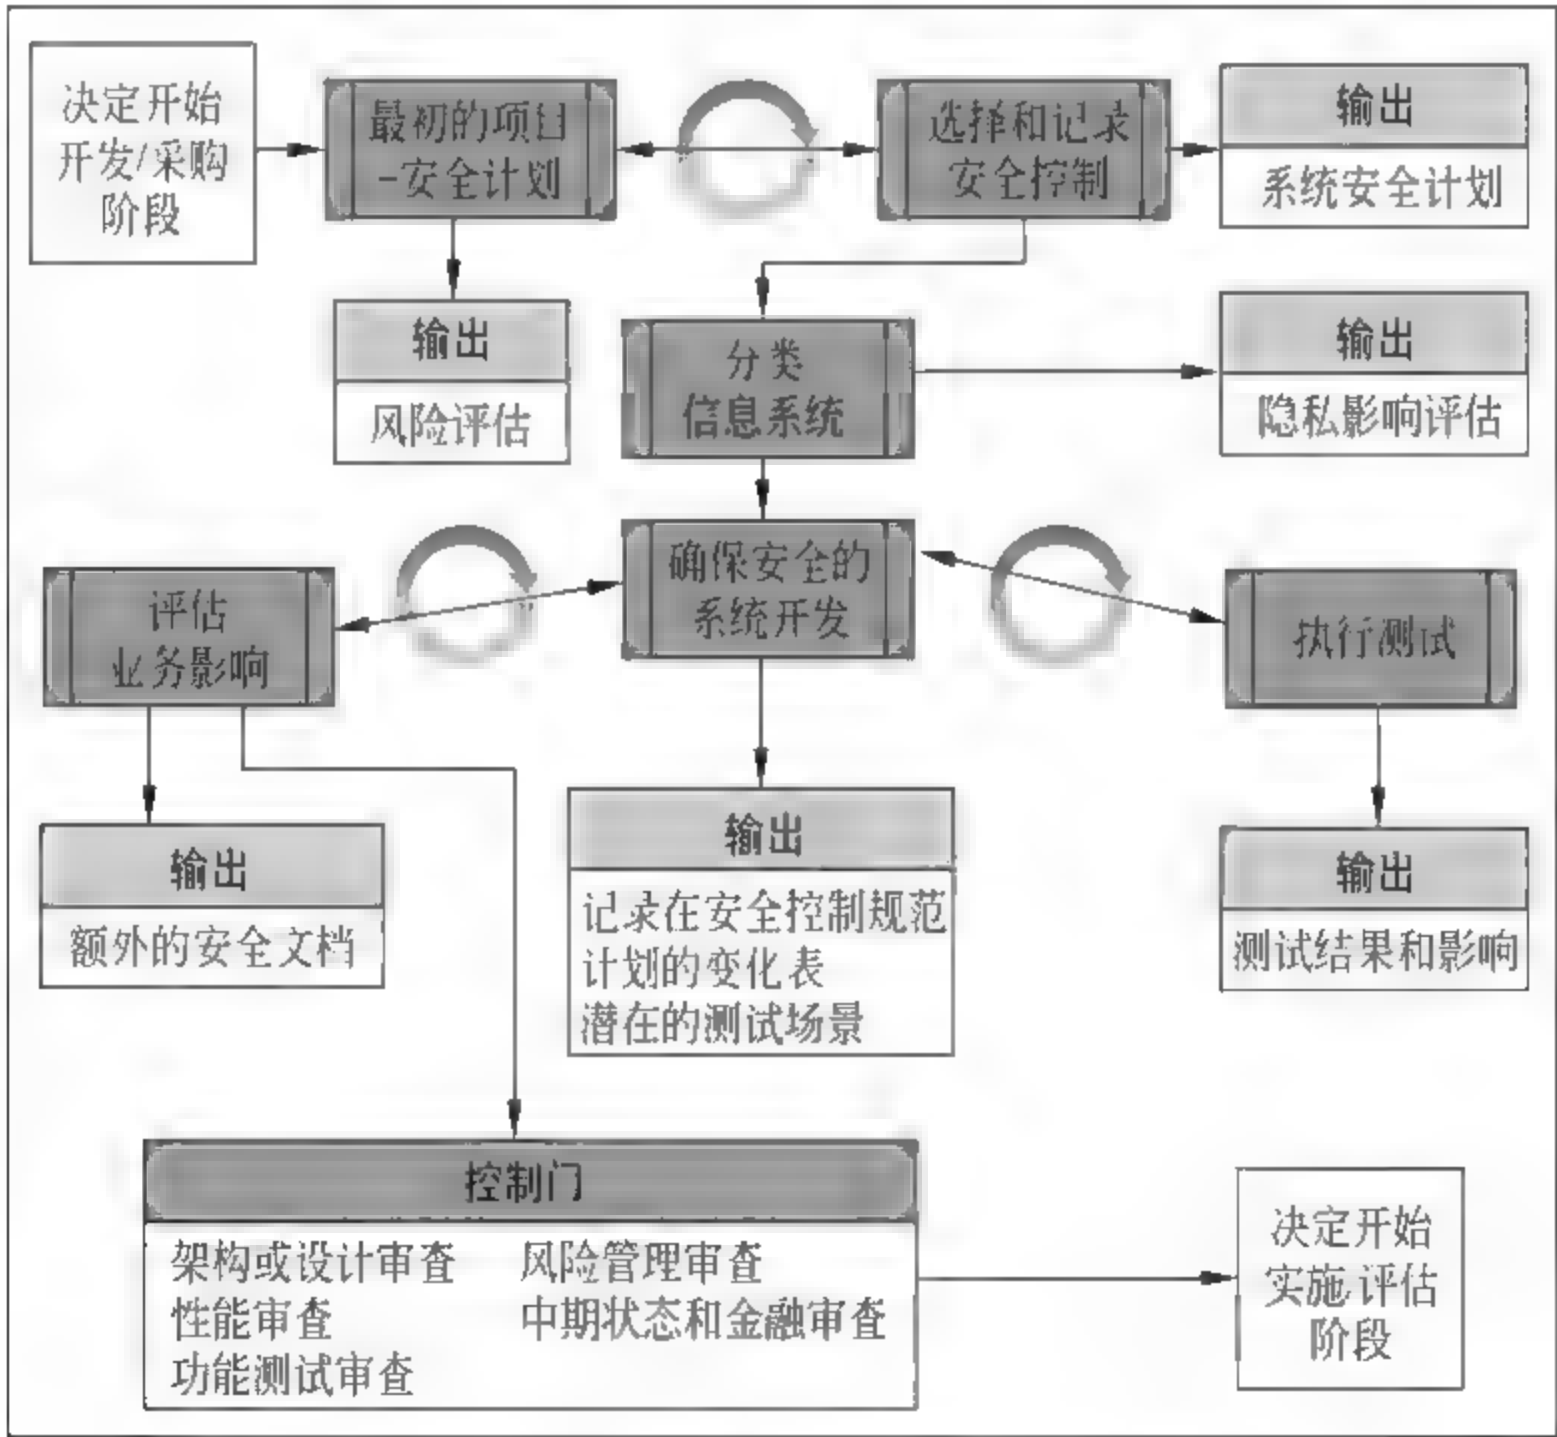 决定开始
开发/采购
阶段
最初的项目
-安全计划
选择和记录
安全控制
输出
系统安全计划
输出
风险评估
分类
信息系统
输出
隐私影响评估
评估
业务影响
确保安全的
系统开发
执行测试
输出
额外的安全文档
输出
记录在安全控制规范
计划的变化表
潜在的测试场景
输出
测试结果和影响
控制门
架构或设计审查 风险管理审查
性能审查 中期状态和金融审查
功能测试审查
决定开始
实施/评估
阶段